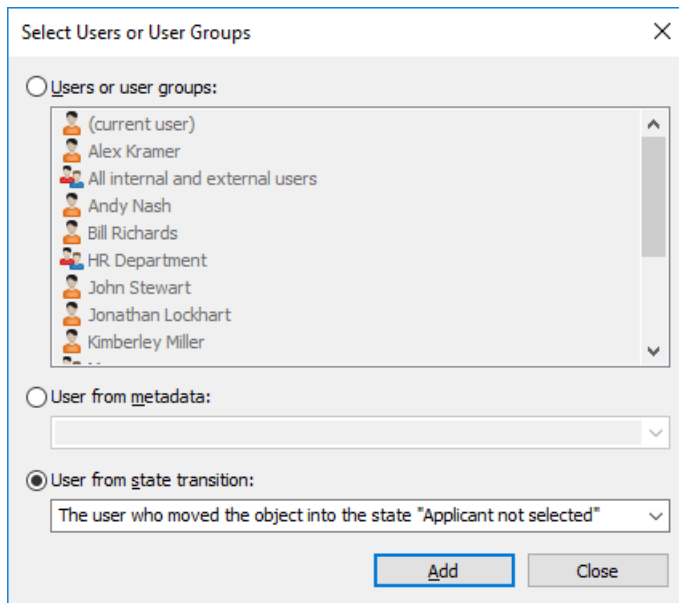 Select Users or User Groups
Users or user groups:
(current user)
Alex Kramer
All internal and external users
Andy Nash
Bill Richards
HR Department
John Stewart
Jonathan Lockhart
Kimberley Miller
User from metadata:
User from state transition:
The user who moved the object into the state "Applicant not selected"
Add Close